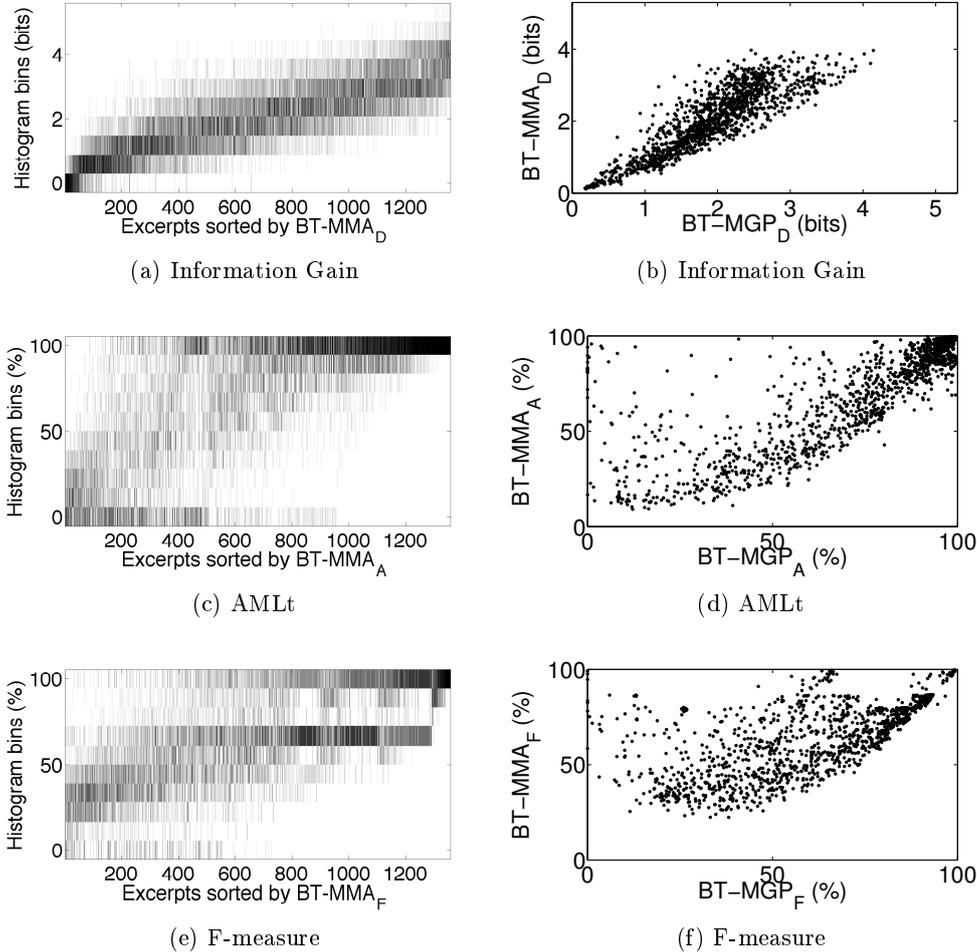 Histogram bins (bits)
4
2
0
200 400 600 800 1000 1200
Excerpts sorted by BT-MMA_D
(a) Information Gain
BT−MMA_D (bits)
4
2
0
0 1 2 3 4 5
BT−MGP_D (bits)
(b) Information Gain
Histogram bins (%)
100
50
0
200 400 600 800 1000 1200
Excerpts sorted by BT-MMA_A
(c) AMLt
BT−MMA_A (%)
100
50
0
0 50 100
BT−MGP_A (%)
(d) AMLt
Histogram bins (%)
100
50
0
200 400 600 800 1000 1200
Excerpts sorted by BT-MMA_F
(e) F-measure
BT−MMA_F (%)
100
50
0
0 50 100
BT−MGP_F (%)
(f) F-measure